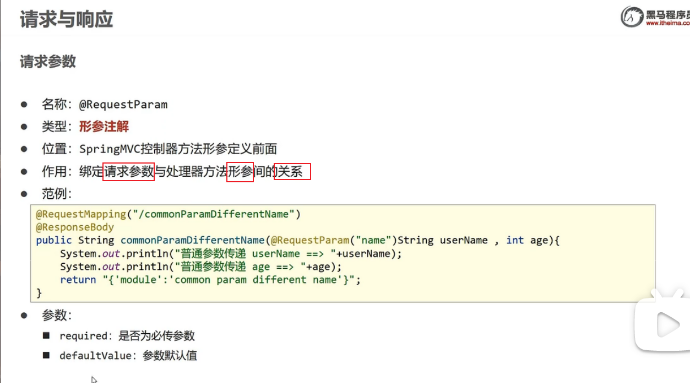 请求与响应
黑马程序员
www.itheima.com
请求参数
● 名称：@RequestParam
● 类型：形参注解
● 位置：SpringMVC控制器方法形参定义前面
● 作用：绑定请求参数与处理器方法形参间的关系
● 范例：
@RequestMapping("/commonParamDifferentName")
@ResponseBody
public String commonParamDifferentName(@RequestParam("name")String userName , int age){
System.out.println("普通参数传递 userName ==> "+userName);
System.out.println("普通参数传递 age ==> "+age);
return "{'module':'common param different name'}";
}
● 参数：
■ required：是否为必传参数
■ defaultValue：参数默认值